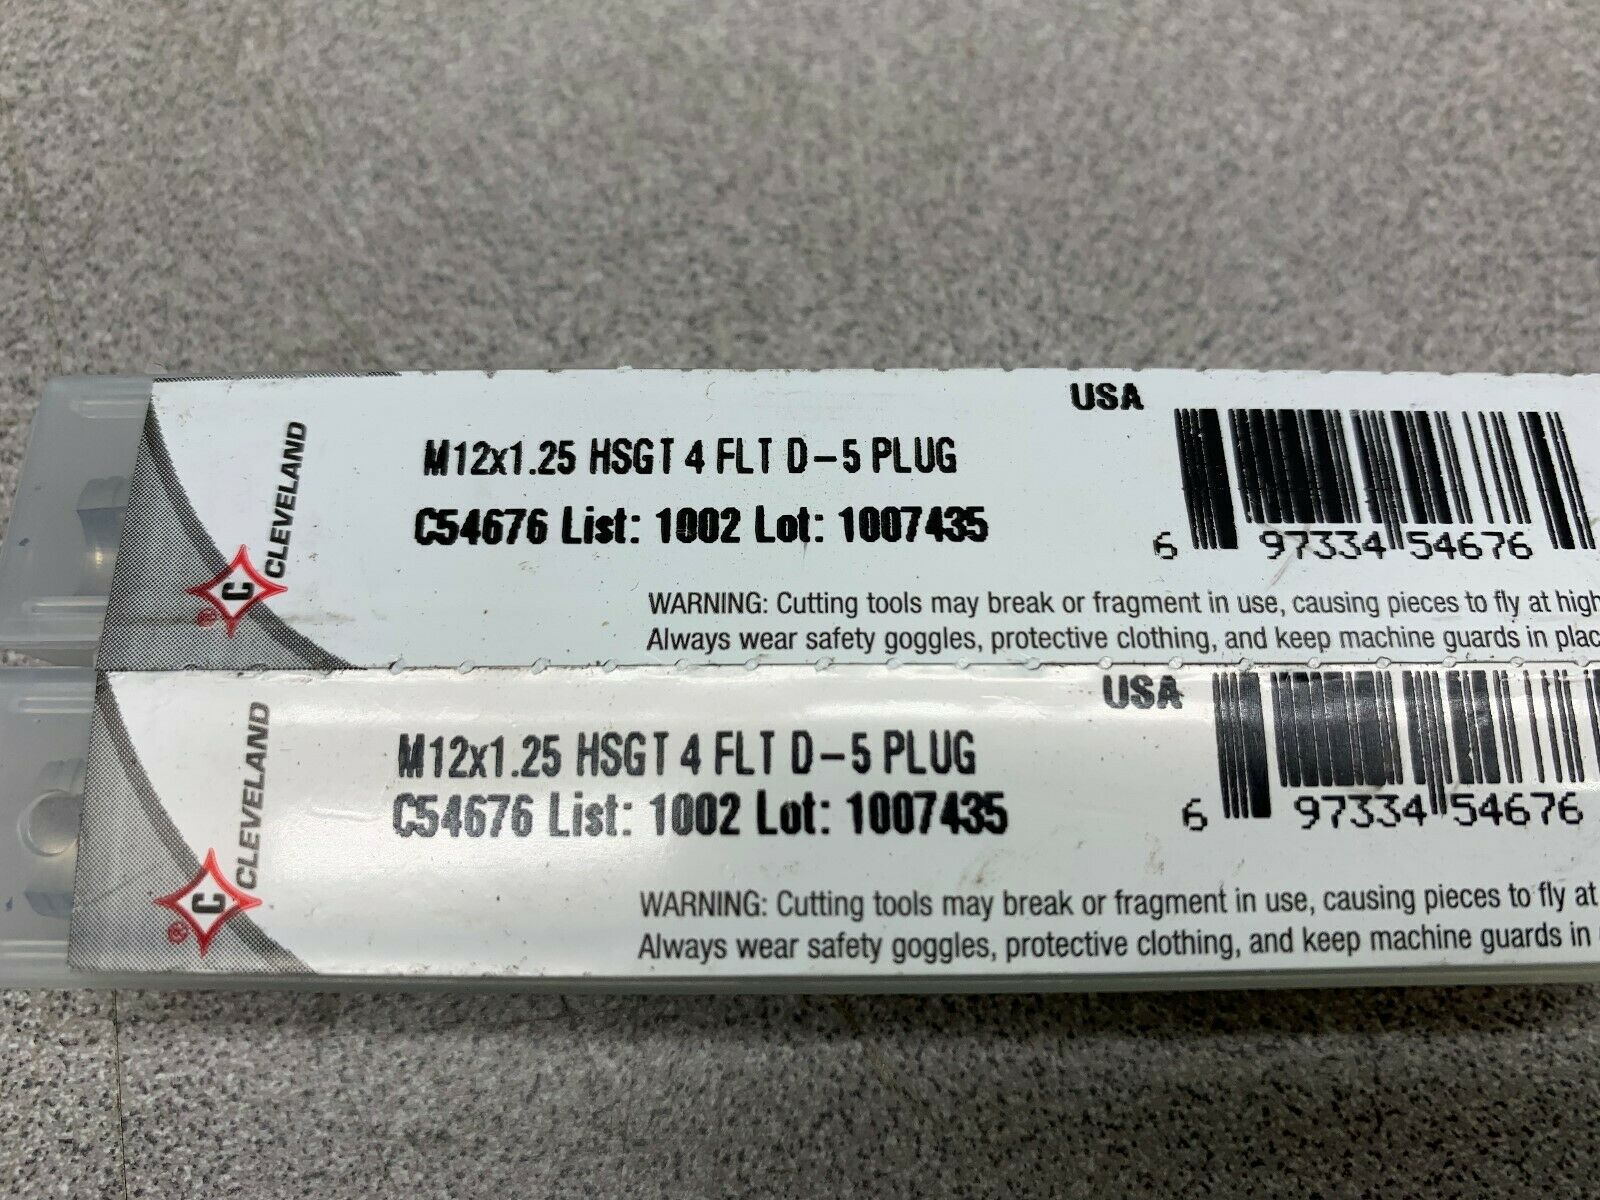 USA
M12x1.25 HSGT 4 FLT D-5 PLUG
C54676 List: 1002 Lot: 1007435
6 97334 54676
CLEVELAND
C
®
WARNING: Cutting tools may break or fragment in use, causing pieces to fly at high
Always wear safety goggles, protective clothing, and keep machine guards in plac
USA
M12x1.25 HSGT 4 FLT D-5 PLUG
C54676 List: 1002 Lot: 1007435
6 97334 54676
CLEVELAND
C
®
WARNING: Cutting tools may break or fragment in use, causing pieces to fly at
Always wear safety goggles, protective clothing, and keep machine guards in